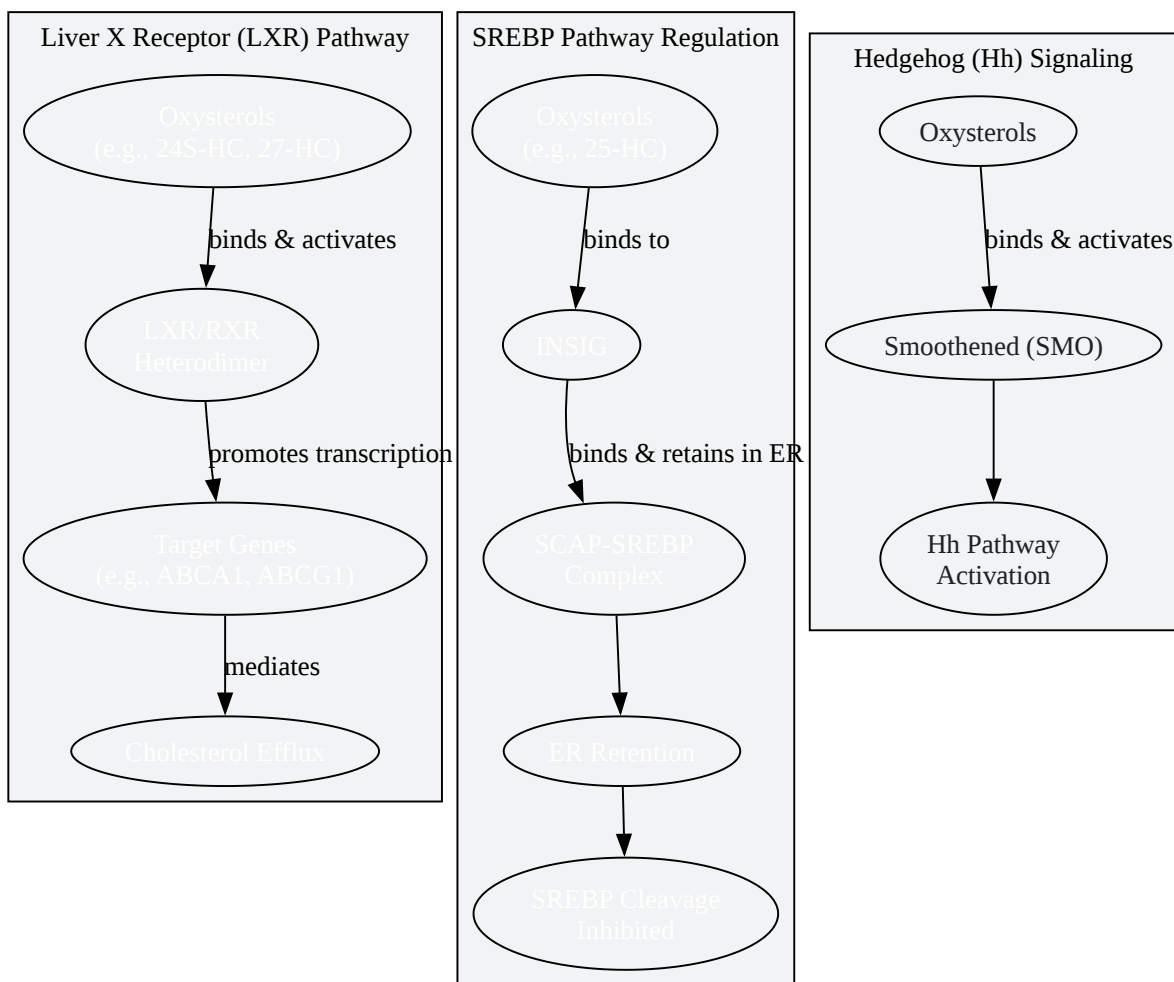 Liver X Receptor (LXR) Pathway
Oxysterols
(e.g., 24S-HC, 27-HC)
binds & activates
LXR/RXR
Heterodimer
promotes transcription
Target Genes
(e.g., ABCA1, ABCG1)
mediates
Cholesterol Efflux
SREBP Pathway Regulation
Oxysterols
(e.g., 25-HC)
binds to
INSIG
binds & retains in ER
SCAP-SREBP
Complex
ER Retention
SREBP Cleavage
Inhibited
Hedgehog (Hh) Signaling
Oxysterols
binds & activates
Smoothened (SMO)
Hh Pathway
Activation